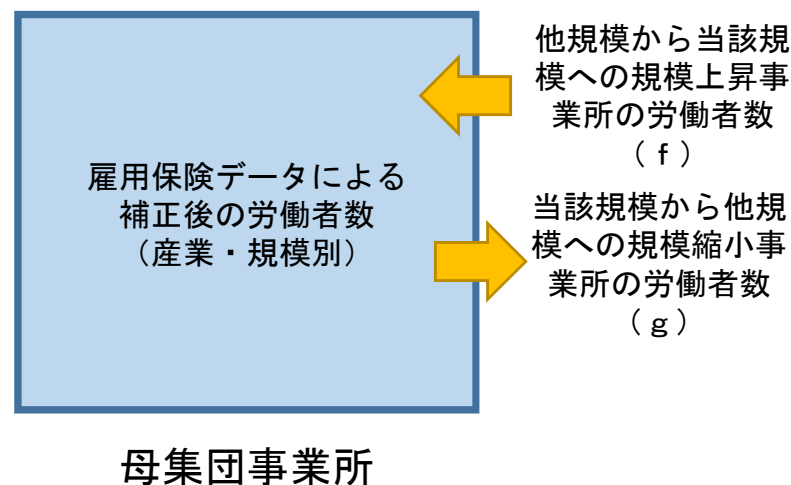 他規模から当該規
模への規模上昇事
業所の労働者数
（ｆ）
雇用保険データによる
補正後の労働者数
（産業・規模別）
当該規模から他規
模への規模縮小事
業所の労働者数
（ｇ）
母集団事業所